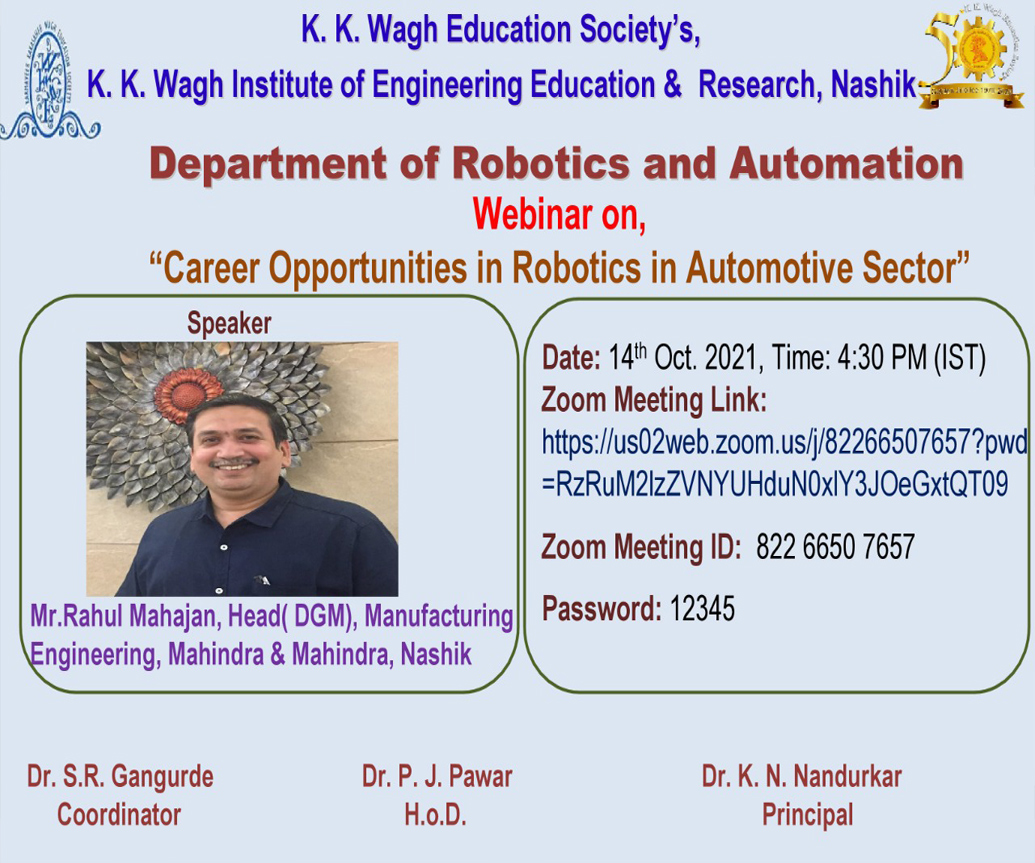 K. K. Wagh Education Society’s,
K. K. Wagh Institute of Engineering Education & Research, Nashik
Department of Robotics and Automation
Webinar on,
“Career Opportunities in Robotics in Automotive Sector”
Speaker
Mr.Rahul Mahajan, Head( DGM), Manufacturing
Engineering, Mahindra & Mahindra, Nashik
Date: 14th Oct. 2021, Time: 4:30 PM (IST)
Zoom Meeting Link:
https://us02web.zoom.us/j/82266507657?pwd
=RzRuM2lzZVNYUHduN0xlY3JOeGxtQT09
Zoom Meeting ID: 822 6650 7657
Password: 12345
Dr. S.R. Gangurde
Coordinator
Dr. P. J. Pawar
H.o.D.
Dr. K. N. Nandurkar
Principal